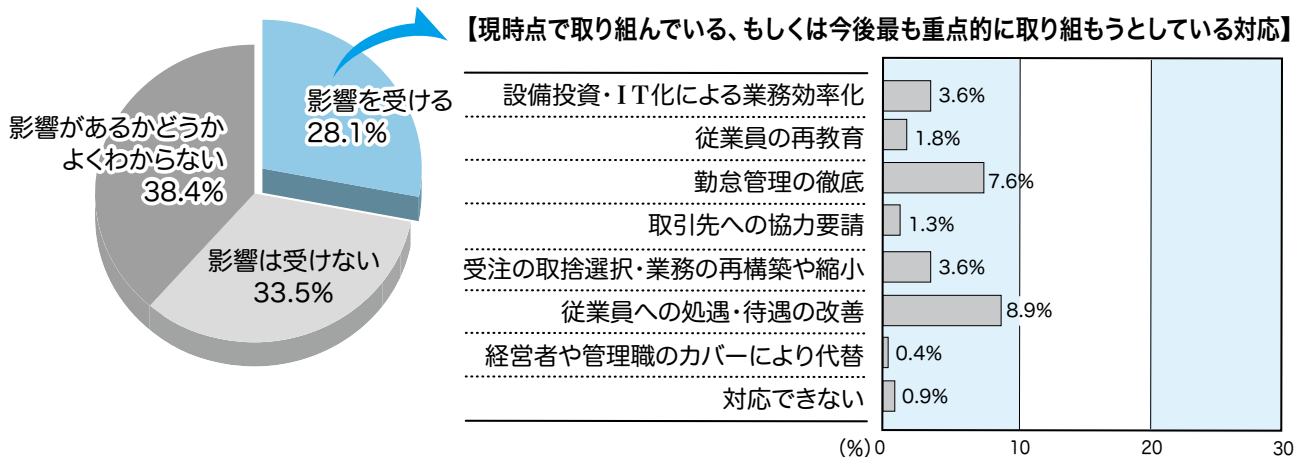 【現時点で取り組んでいる、もしくは今後最も重点的に取り組もうとしている対応】
影響を受ける
28.1%
影響があるかどうか
よくわからない
38.4%
影響は受けない
33.5%
設備投資・IT化による業務効率化 3.6%
従業員の再教育 1.8%
勤怠管理の徹底 7.6%
取引先への協力要請 1.3%
受注の取捨選択・業務の再構築や縮小 3.6%
従業員への処遇・待遇の改善 8.9%
経営者や管理職のカバーにより代替 0.4%
対応できない 0.9%
(%) 0 10 20 30